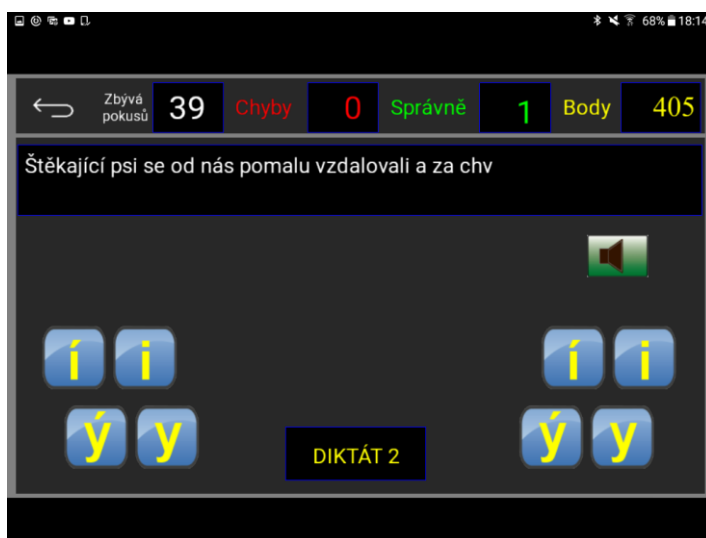 68% 18:14
Zbývá
pokusů 39 Chyby 0 Správně 1 Body 405
Štěkající psi se od nás pomalu vzdalovali a za chv
í i í i
ý y ý y
DIKTÁT 2